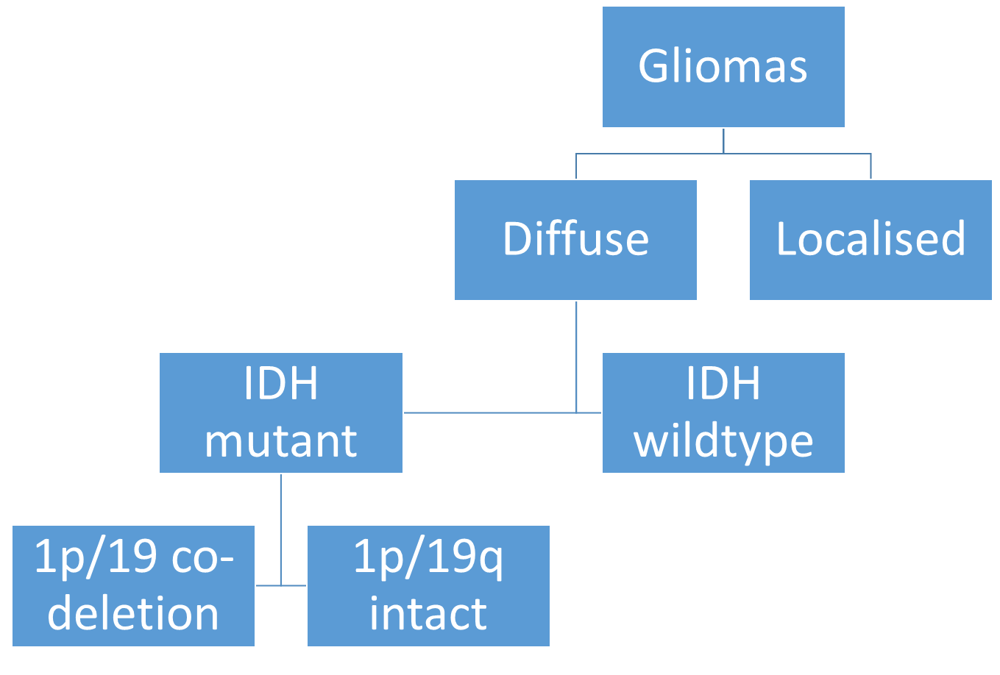 Gliomas
Diffuse
Localised
IDH
mutant
IDH
wildtype
1p/19 co-
deletion
1p/19q
intact